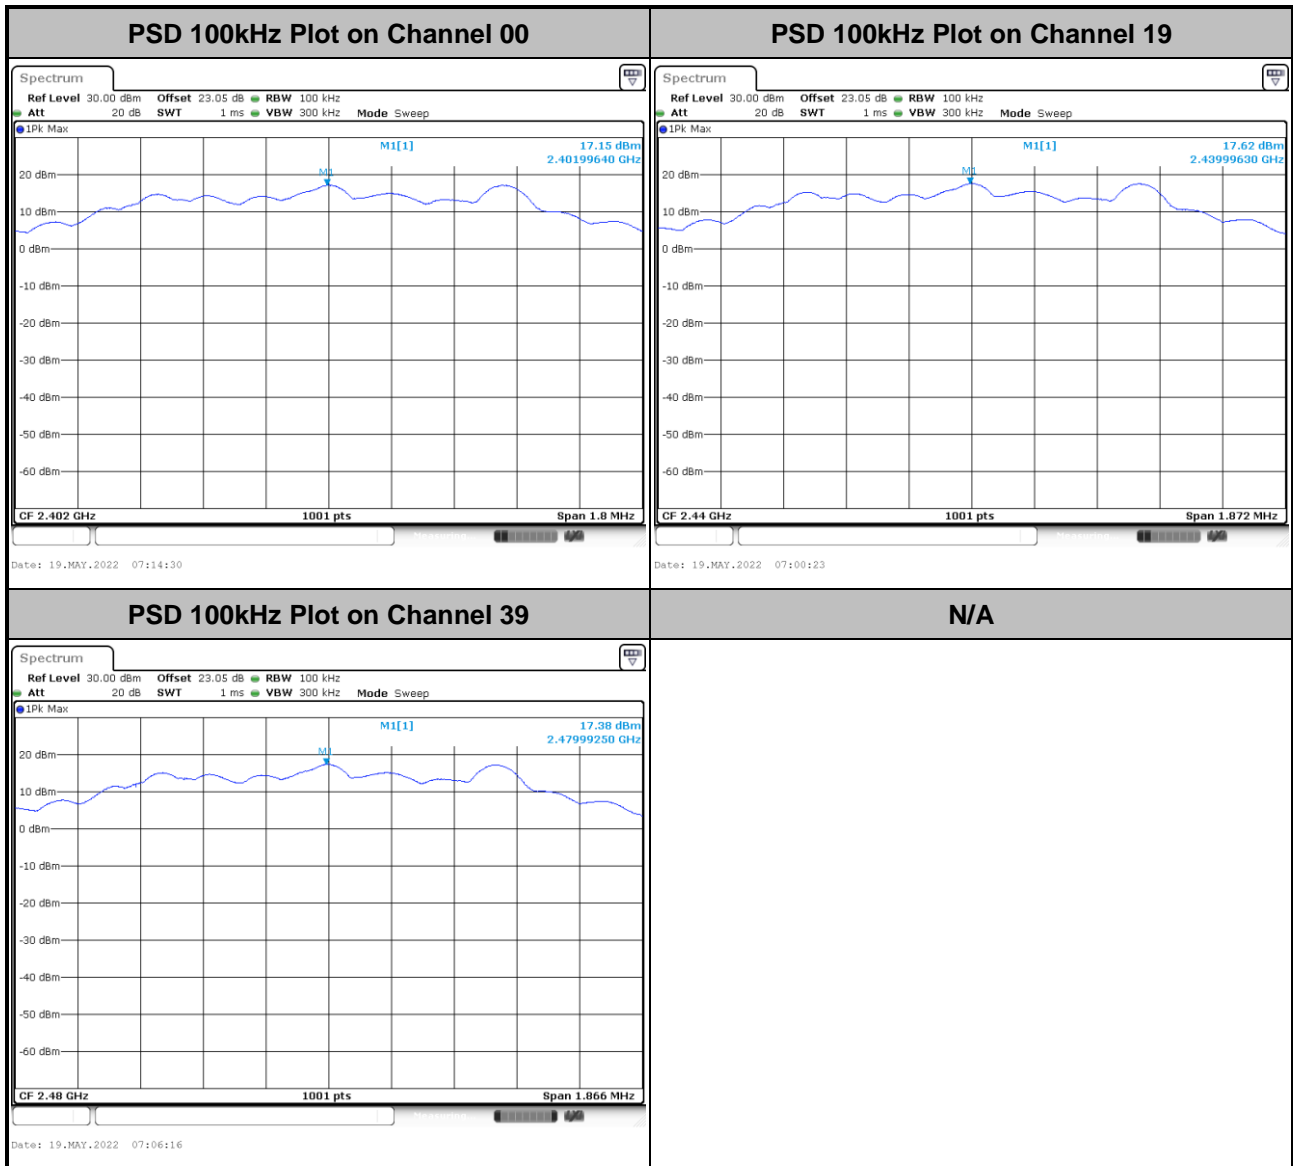 PSD 100kHz Plot on Channel 00
Spectrum
Ref Level 30.00 dBm Offset 23.05 dB RBW 100 kHz
Att 20 dB SWT 1 ms VBW 300 kHz Mode Sweep
1Pk Max
M1[1] 17.15 dBm
2.40199640 GHz
M1
20 dBm
10 dBm
0 dBm
-10 dBm
-20 dBm
-30 dBm
-40 dBm
-50 dBm
-60 dBm
CF 2.402 GHz 1001 pts Span 1.8 MHz
Measuring...
Date: 19.MAY.2022 07:14:30
PSD 100kHz Plot on Channel 19
Spectrum
Ref Level 30.00 dBm Offset 23.05 dB RBW 100 kHz
Att 20 dB SWT 1 ms VBW 300 kHz Mode Sweep
1Pk Max
M1[1] 17.62 dBm
2.43999630 GHz
M1
20 dBm
10 dBm
0 dBm
-10 dBm
-20 dBm
-30 dBm
-40 dBm
-50 dBm
-60 dBm
CF 2.44 GHz 1001 pts Span 1.872 MHz
Measuring...
Date: 19.MAY.2022 07:00:23
PSD 100kHz Plot on Channel 39
Spectrum
Ref Level 30.00 dBm Offset 23.05 dB RBW 100 kHz
Att 20 dB SWT 1 ms VBW 300 kHz Mode Sweep
1Pk Max
M1[1] 17.38 dBm
2.47999250 GHz
M1
20 dBm
10 dBm
0 dBm
-10 dBm
-20 dBm
-30 dBm
-40 dBm
-50 dBm
-60 dBm
CF 2.48 GHz 1001 pts Span 1.866 MHz
Measuring...
Date: 19.MAY.2022 07:06:16
N/A